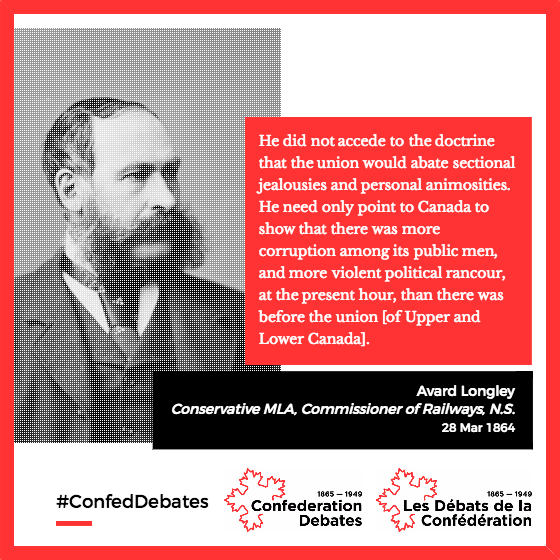 He did not accede to the doctrine
that the union would abate sectional
jealousies and personal animosities.
He need only point to Canada to
show that there was more
corruption among its public men,
and more violent political rancour,
at the present hour, than there was
before the union [of Upper and
Lower Canada].
Avard Longley
Conservative MLA, Commissioner of Railways, N.S.
28 Mar 1864
#ConfedDebates
1865 — 1949
Confederation
Debates
1865 — 1949
Les Débats de la
Confédération